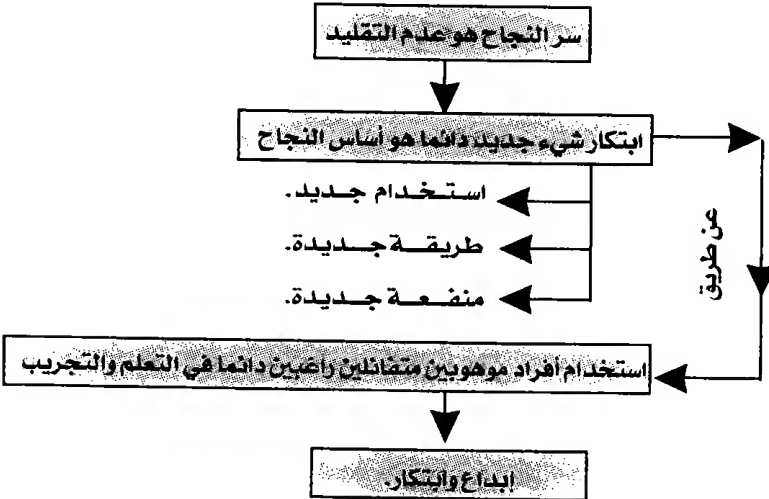 سر النجاح هو عدم التقليد
ابتكار شيء جديد دائما هو أساس النجاح
استخدام جديد.
طريقة جديدة.
منفعة جديدة.
عن طريق
استخدام أفراد موهوبين متفائلين راغبين دائما في التعلم والتجريب
إبداع وابتكار.